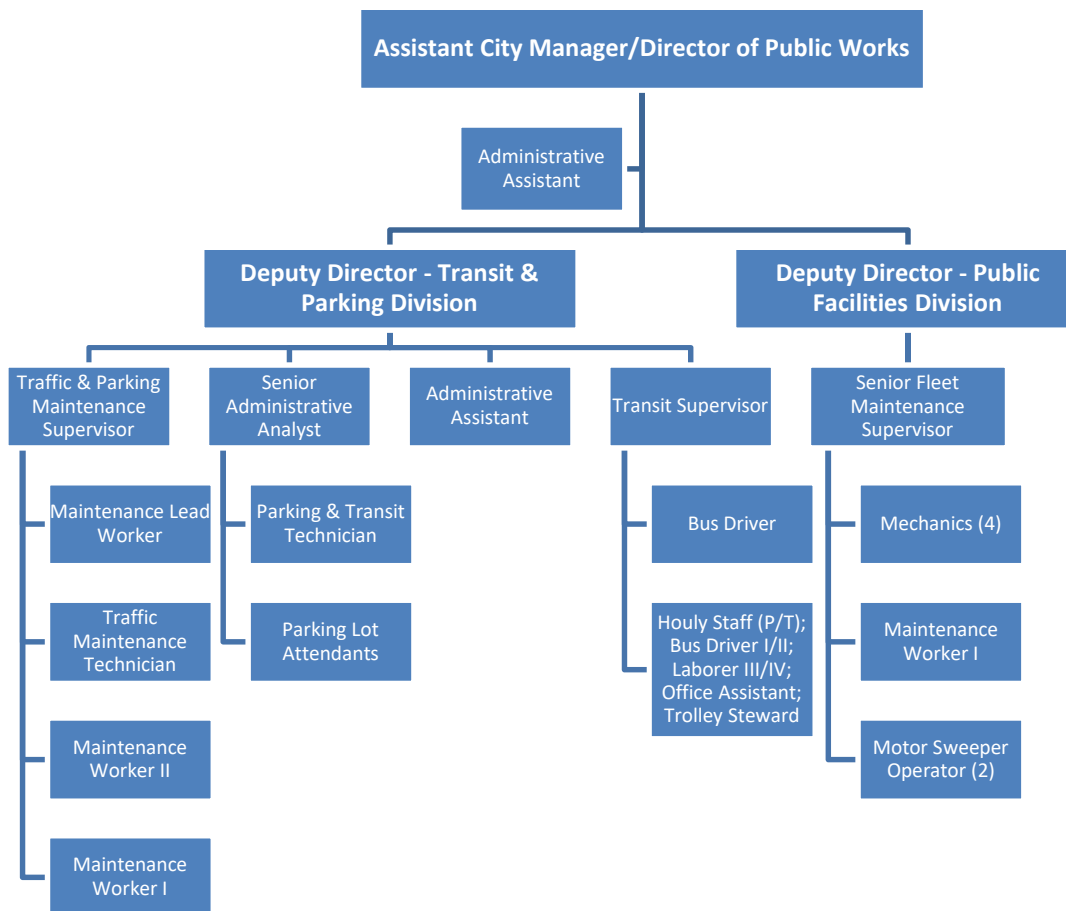 Assistant City Manager/Director of Public Works
Administrative
Assistant
Deputy Director - Transit &
Parking Division
Deputy Director - Public
Facilities Division
Traffic & Parking
Maintenance
Supervisor
Senior
Administrative
Analyst
Administrative
Assistant
Transit Supervisor
Senior Fleet
Maintenance
Supervisor
Maintenance Lead
Worker
Parking & Transit
Technician
Bus Driver
Mechanics (4)
Traffic
Maintenance
Technician
Parking Lot
Attendants
Houly Staff (P/T);
Bus Driver I/II;
Laborer III/IV;
Office Assistant;
Trolley Steward
Maintenance
Worker I
Maintenance
Worker II
Motor Sweeper
Operator (2)
Maintenance
Worker I